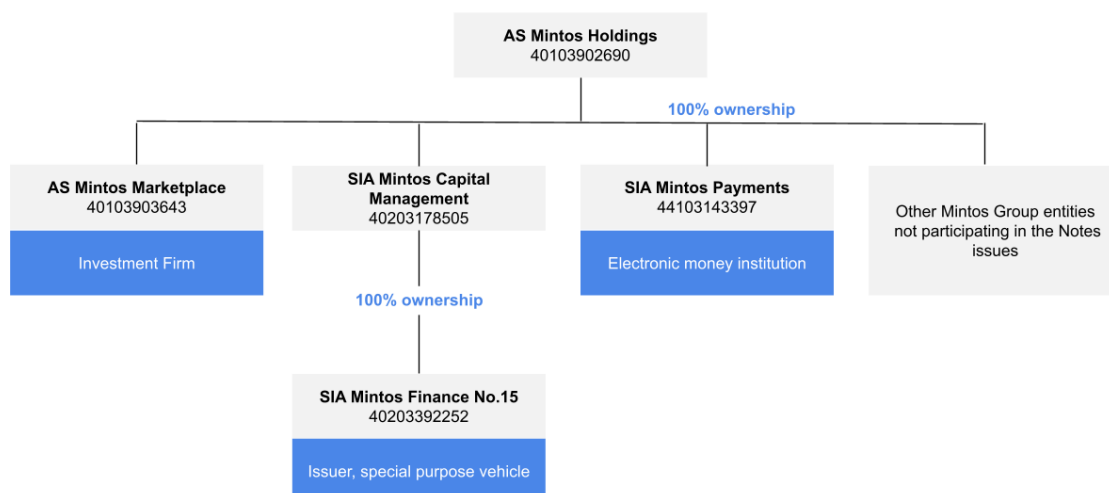 AS Mintos Holdings
40103902690
100% ownership
AS Mintos Marketplace
40103903643
Investment Firm
SIA Mintos Capital
Management
40203178505
SIA Mintos Payments
44103143397
Electronic money institution
Other Mintos Group entities
not participating in the Notes
issues
100% ownership
SIA Mintos Finance No.15
40203392252
Issuer, special purpose vehicle